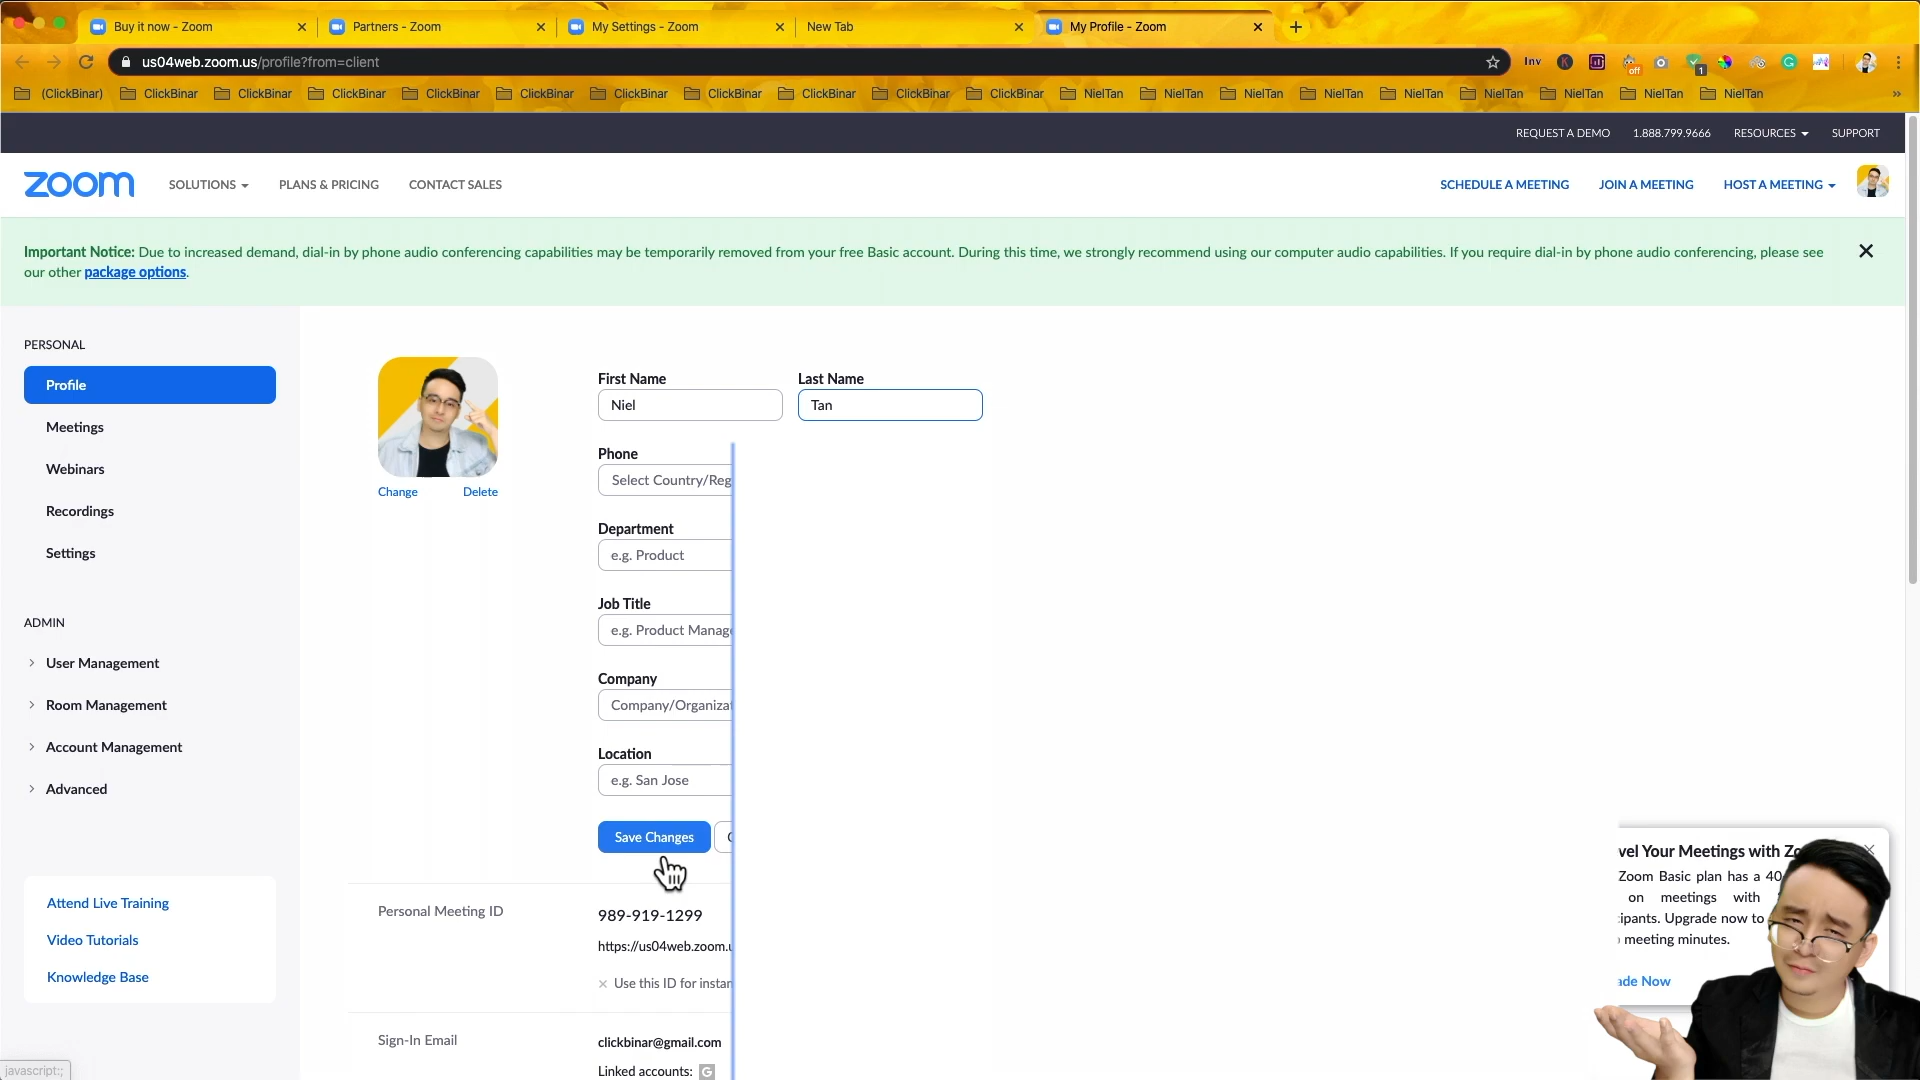 Buy it now - Zoom
Partners - Zoom
My Settings - Zoom
New Tab
My Profile - Zoom
us04web.zoom.us/profile?from=client
Inv
off
1
(ClickBinar) ClickBinar ClickBinar ClickBinar ClickBinar ClickBinar ClickBinar ClickBinar ClickBinar ClickBinar ClickBinar NielTan NielTan NielTan NielTan NielTan NielTan NielTan NielTan NielTan
REQUEST A DEMO 1.888.799.9666 RESOURCES SUPPORT
zoom SOLUTIONS PLANS & PRICING CONTACT SALES SCHEDULE A MEETING JOIN A MEETING HOST A MEETING
Important Notice: Due to increased demand, dial-in by phone audio conferencing capabilities may be temporarily removed from your free Basic account. During this time, we strongly recommend using our computer audio capabilities. If you require dial-in by phone audio conferencing, please see
our other package options.
PERSONAL
Profile
Meetings
Webinars
Recordings
Settings
ADMIN
User Management
Room Management
Account Management
Advanced
Attend Live Training
Video Tutorials
Knowledge Base
Change Delete
First Name Last Name
Niel Tan
Phone
Select Country/Reg
Department
e.g. Product
Job Title
e.g. Product Manage
Company
Company/Organizat
Location
e.g. San Jose
Save Changes
Personal Meeting ID 989-919-1299
https://us04web.zoom.u
Use this ID for instan
Sign-In Email clickbinar@gmail.com
Linked accounts:
vel Your Meetings with Zo
Zoom Basic plan has a 40
on meetings with
ipants. Upgrade now to
meeting minutes.
ade Now
javascript:;